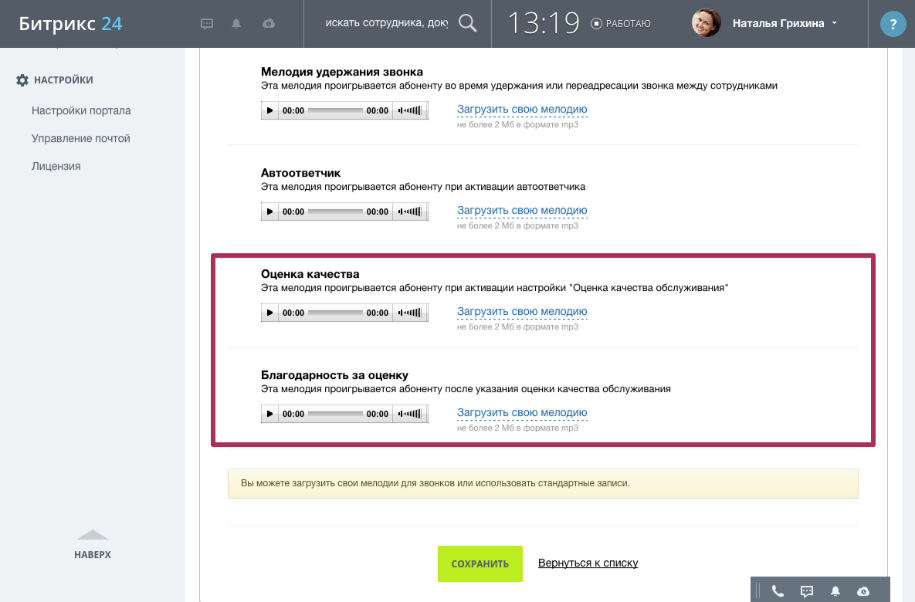 Битрикс 24
искать сотрудника, док
13:19
РАБОТАЮ
Наталья Грихина
?
НАСТРОЙКИ
Настройки портала
Управление почтой
Лицензия
Мелодия удержания звонка
Эта мелодия проигрывается абоненту во время удержания или переадресации звонка между сотрудниками
00:00 00:00
Загрузить свою мелодию
не более 2 Мб в формате mp3
Автоответчик
Эта мелодия проигрывается абоненту при активации автоответчика
00:00 00:00
Загрузить свою мелодию
не более 2 Мб в формате mp3
Оценка качества
Эта мелодия проигрывается абоненту при активации настройки "Оценка качества обслуживания"
00:00 00:00
Загрузить свою мелодию
не более 2 Мб в формате mp3
Благодарность за оценку
Эта мелодия проигрывается абоненту после указания оценки качества обслуживания
00:00 00:00
Загрузить свою мелодию
не более 2 Мб в формате mp3
Вы можете загрузить свои мелодии для звонков или использовать стандартные записи.
НАВЕРХ
СОХРАНИТЬ
Вернуться к списку